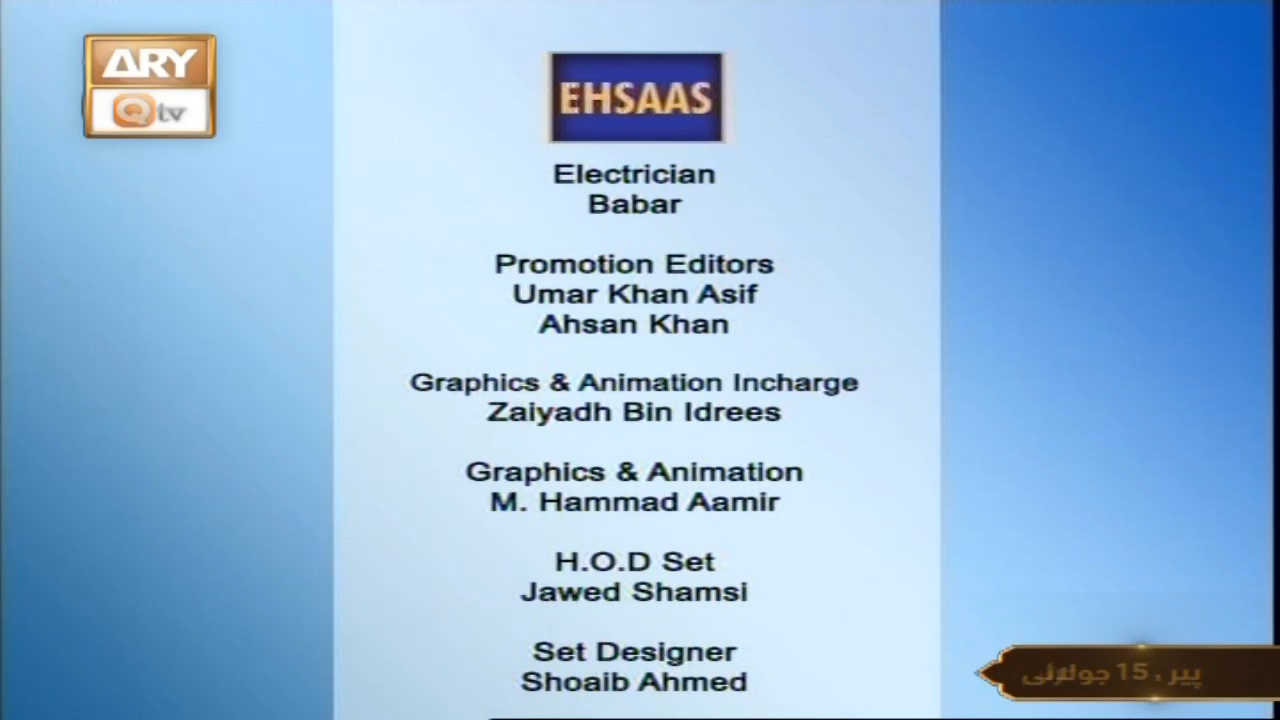 ARY
Qtv
EHSAAS
Electrician
Babar
Promotion Editors
Umar Khan Asif
Ahsan Khan
Graphics & Animation Incharge
Zaiyadh Bin Idrees
Graphics & Animation
M. Hammad Aamir
H.O.D Set
Jawed Shamsi
Set Designer
Shoaib Ahmed
پیر، 15 جولائی